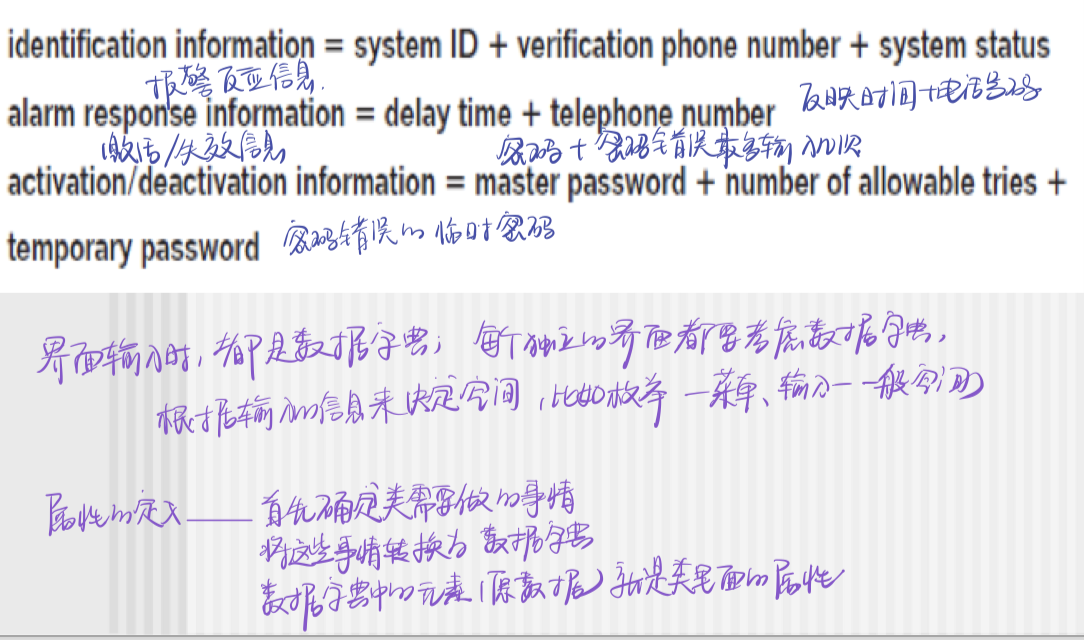 identification information = system ID + verification phone number + system status
报警反应信息.
alarm response information = delay time + telephone number 反映时间+电话号码
激活/失效信息 密码+密码错误最多输入几次
activation/deactivation information = master password + number of allowable tries +
temporary password 密码错误的临时密码
界面输入时,都是数据字典; 每个独立的界面都要考虑数据字典,
根据输入的信息来决定空间,比如枚举—菜单、输入—一般空间)
属性的定义——首先确定类需要做的事情
将这些事情转换为数据字典
数据字典中的元素(原数据)就是类里面的属性